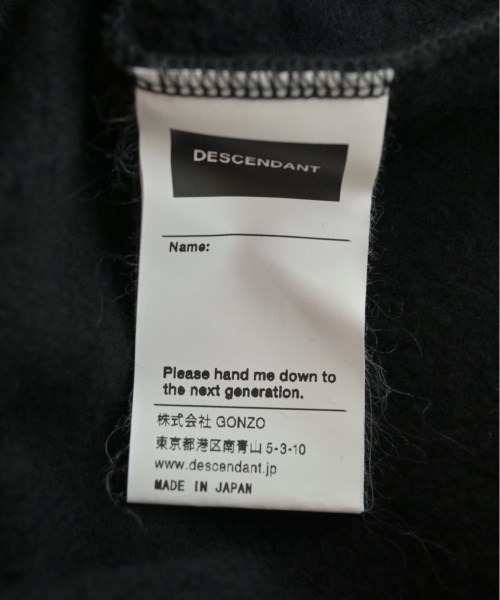 DESCENDANT
Name:
Please hand me down to
the next generation.
株式会社 GONZO
東京都港区南青山 5-3-10
www.descendant.jp
MADE IN JAPAN